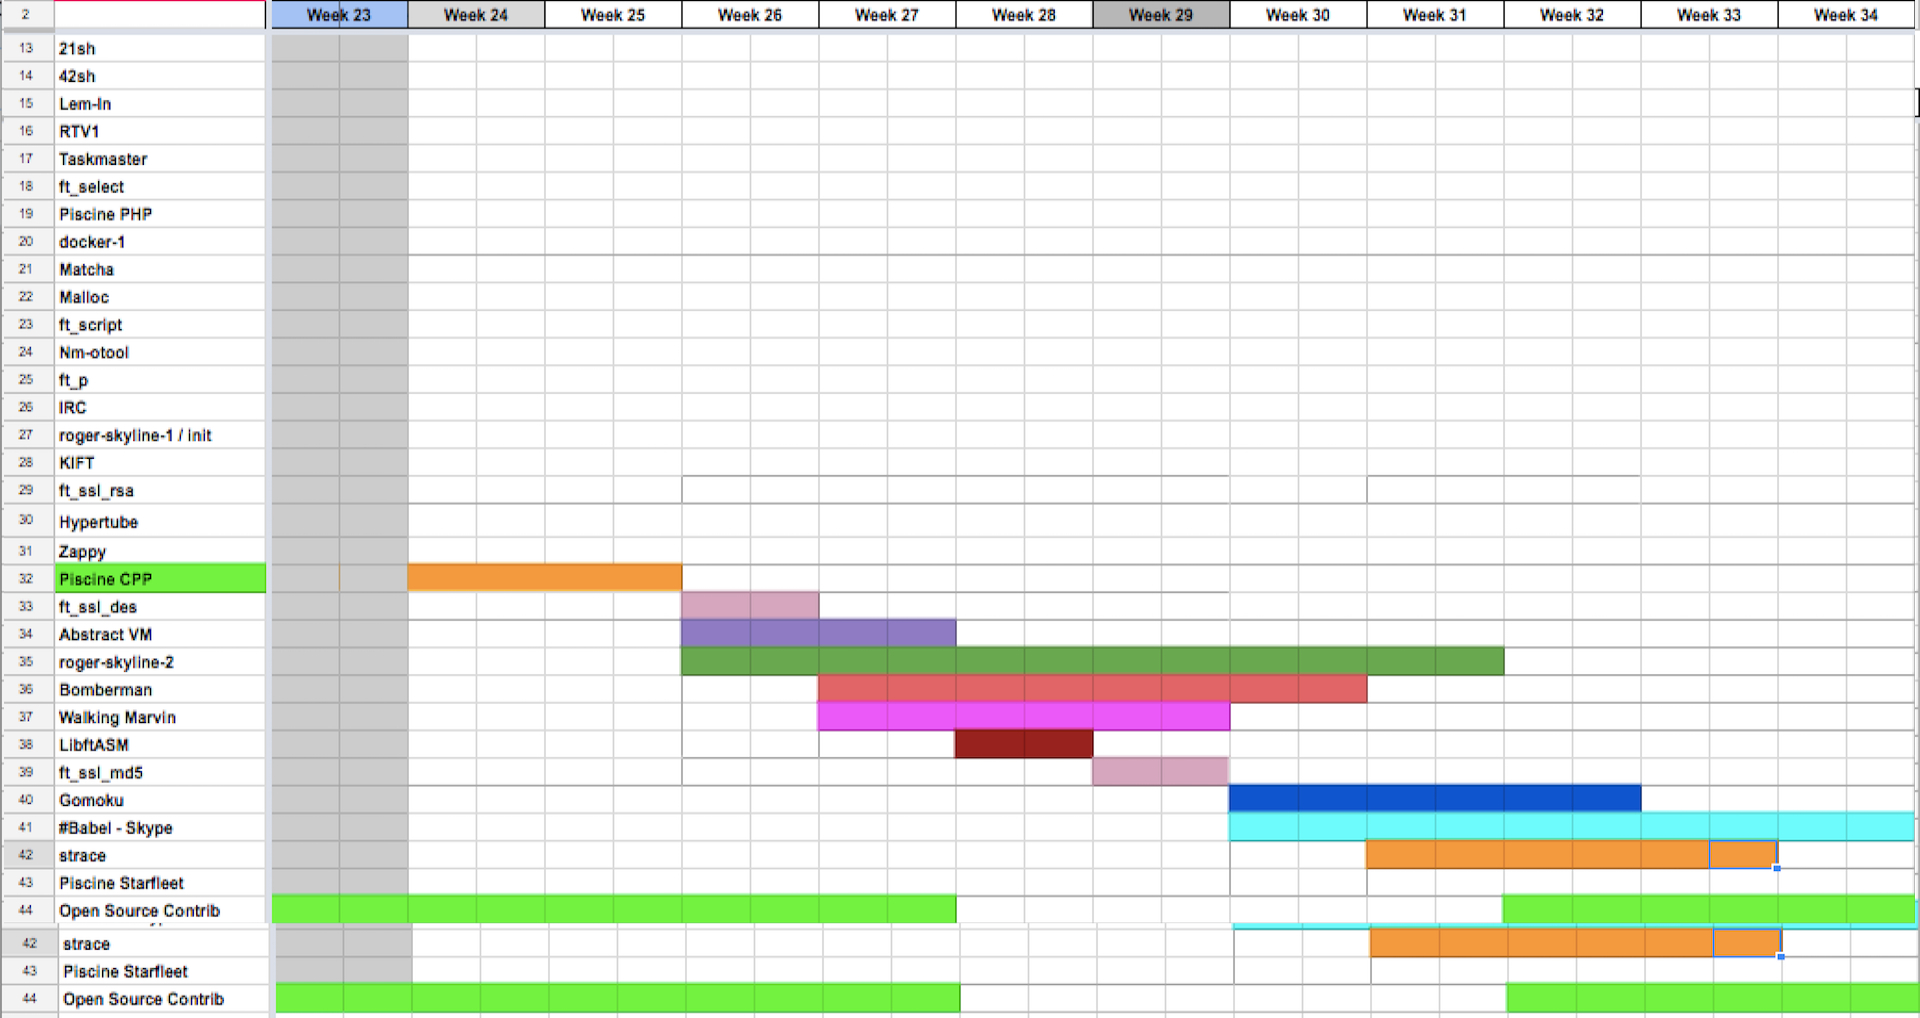 2 Week 23 Week 24 Week 25 Week 26 Week 27 Week 28 Week 29 Week 30 Week 31 Week 32 Week 33 Week 34
13 21sh
14 42sh
15 Lem-In
16 RTV1
17 Taskmaster
18 ft_select
19 Piscine PHP
20 docker-1
21 Matcha
22 Malloc
23 ft_script
24 Nm-otool
25 ft_p
26 IRC
27 roger-skyline-1 / Init
28 KIFT
29 ft_ssl_rsa
30 Hypertube
31 Zappy
32 Piscine CPP
33 ft_ssl_des
34 Abstract VM
35 roger-skyline-2
36 Bomberman
37 Walking Marvin
38 LibftASM
39 ft_ssl_md5
40 Gomoku
41 #Babel - Skype
42 strace
43 Piscine Starfleet
44 Open Source Contrib
42 strace
43 Piscine Starfleet
44 Open Source Contrib